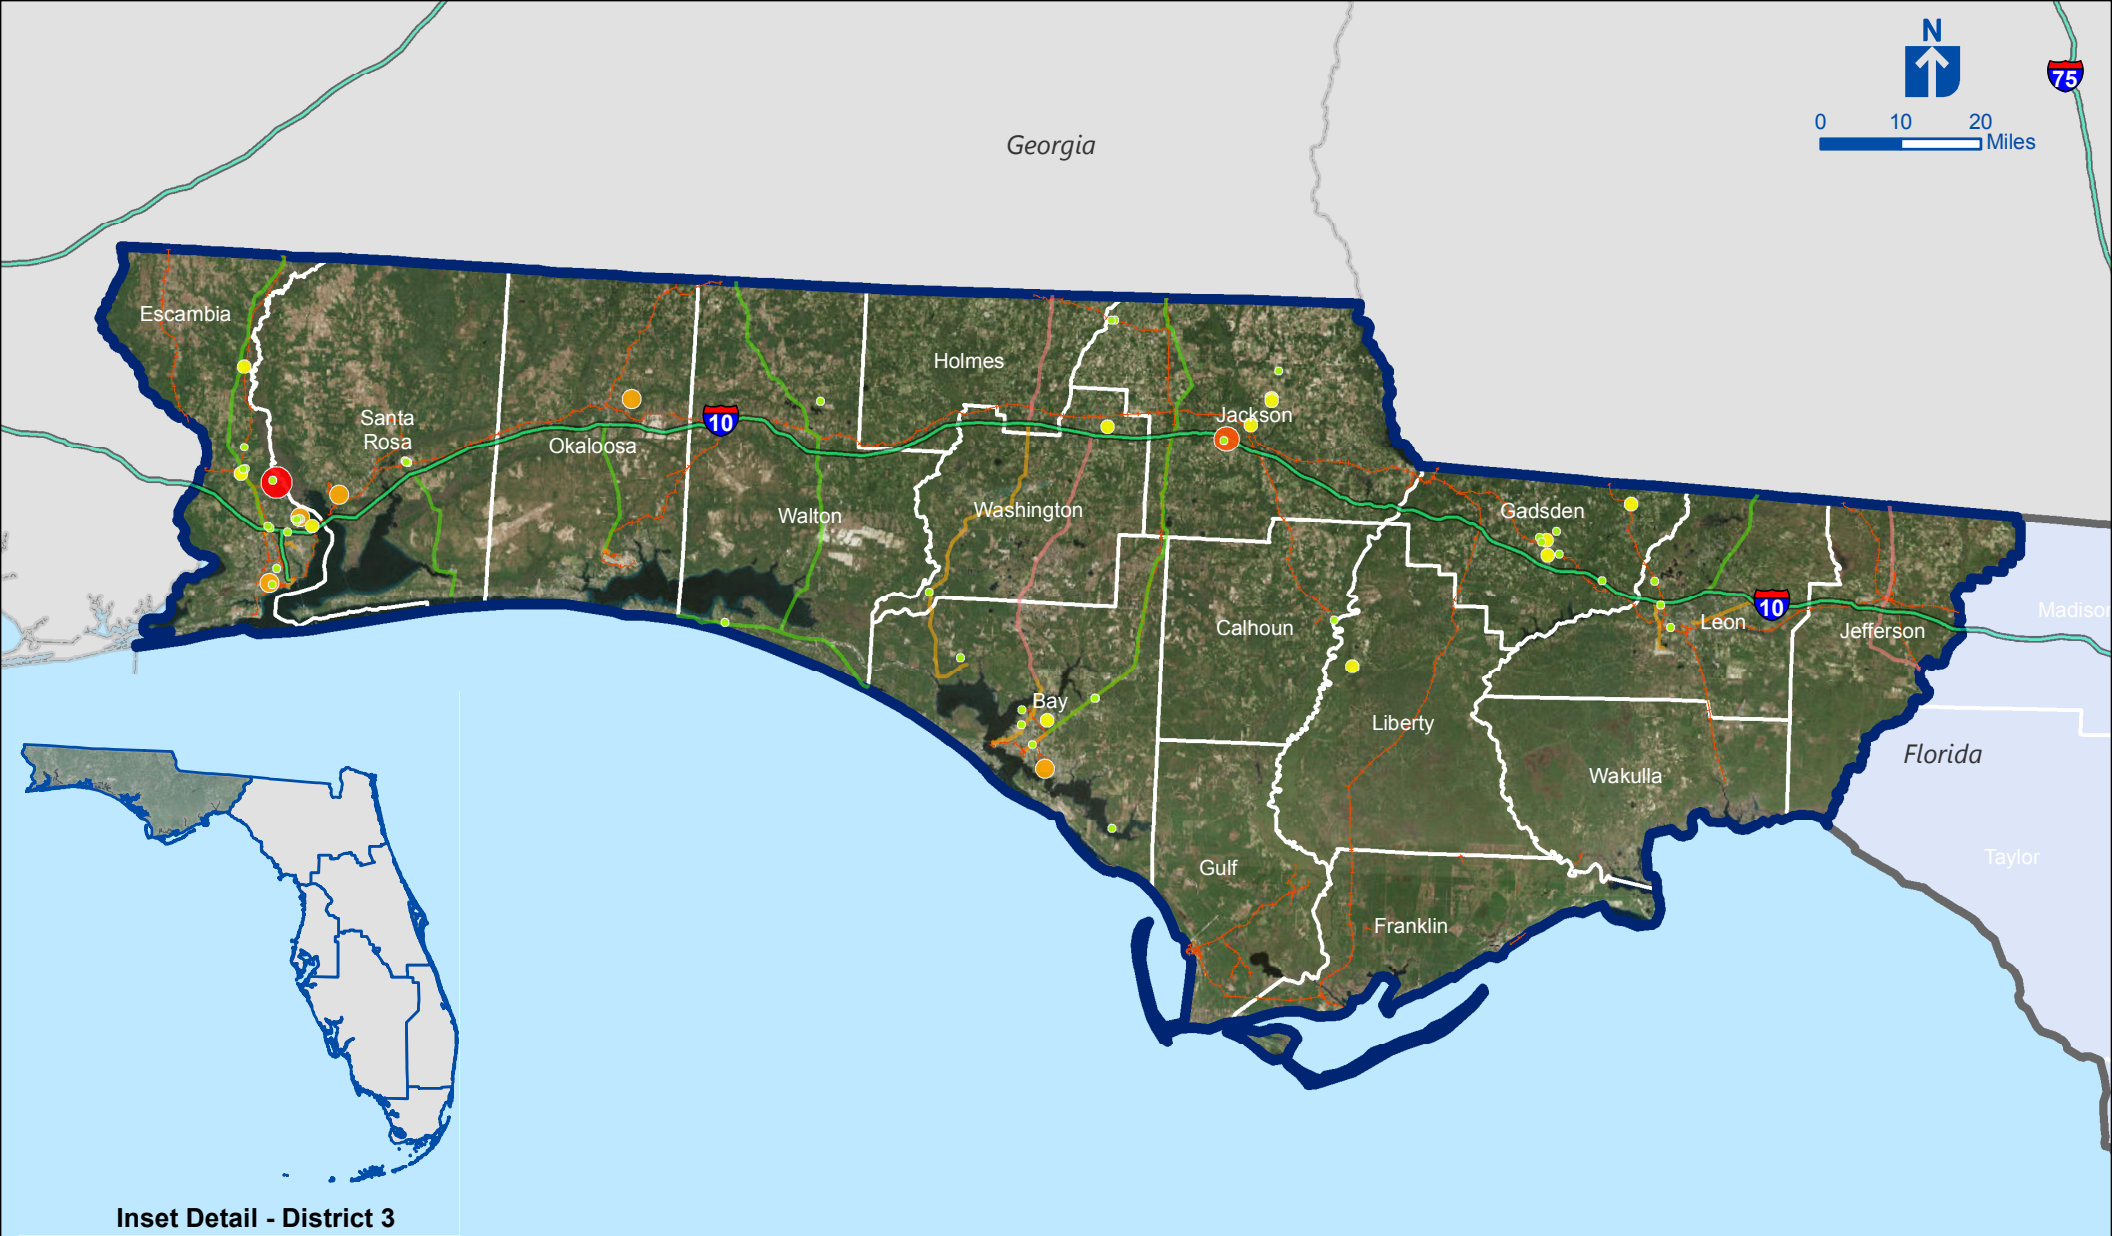 N
75
0 10 20
Miles
Georgia
Escambia
Holmes
Santa
Rosa
10
Jackson
Okaloosa
Walton
Washington
Gadsden
10
Madison
Calhoun
Leon
Jefferson
Bay
Liberty
Florida
Wakulla
Taylor
Gulf
Franklin
Inset Detail - District 3